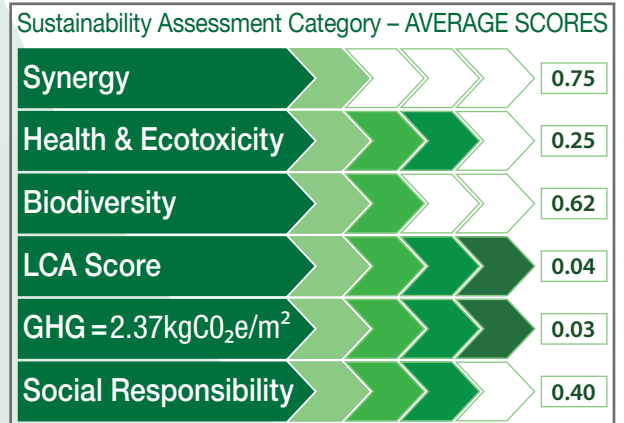 Sustainability Assessment Category – AVERAGE SCORES
Synergy 0.75
Health & Ecotoxicity 0.25
Biodiversity 0.62
LCA Score 0.04
GHG = 2.37kgC0₂e/m² 0.03
Social Responsibility 0.40